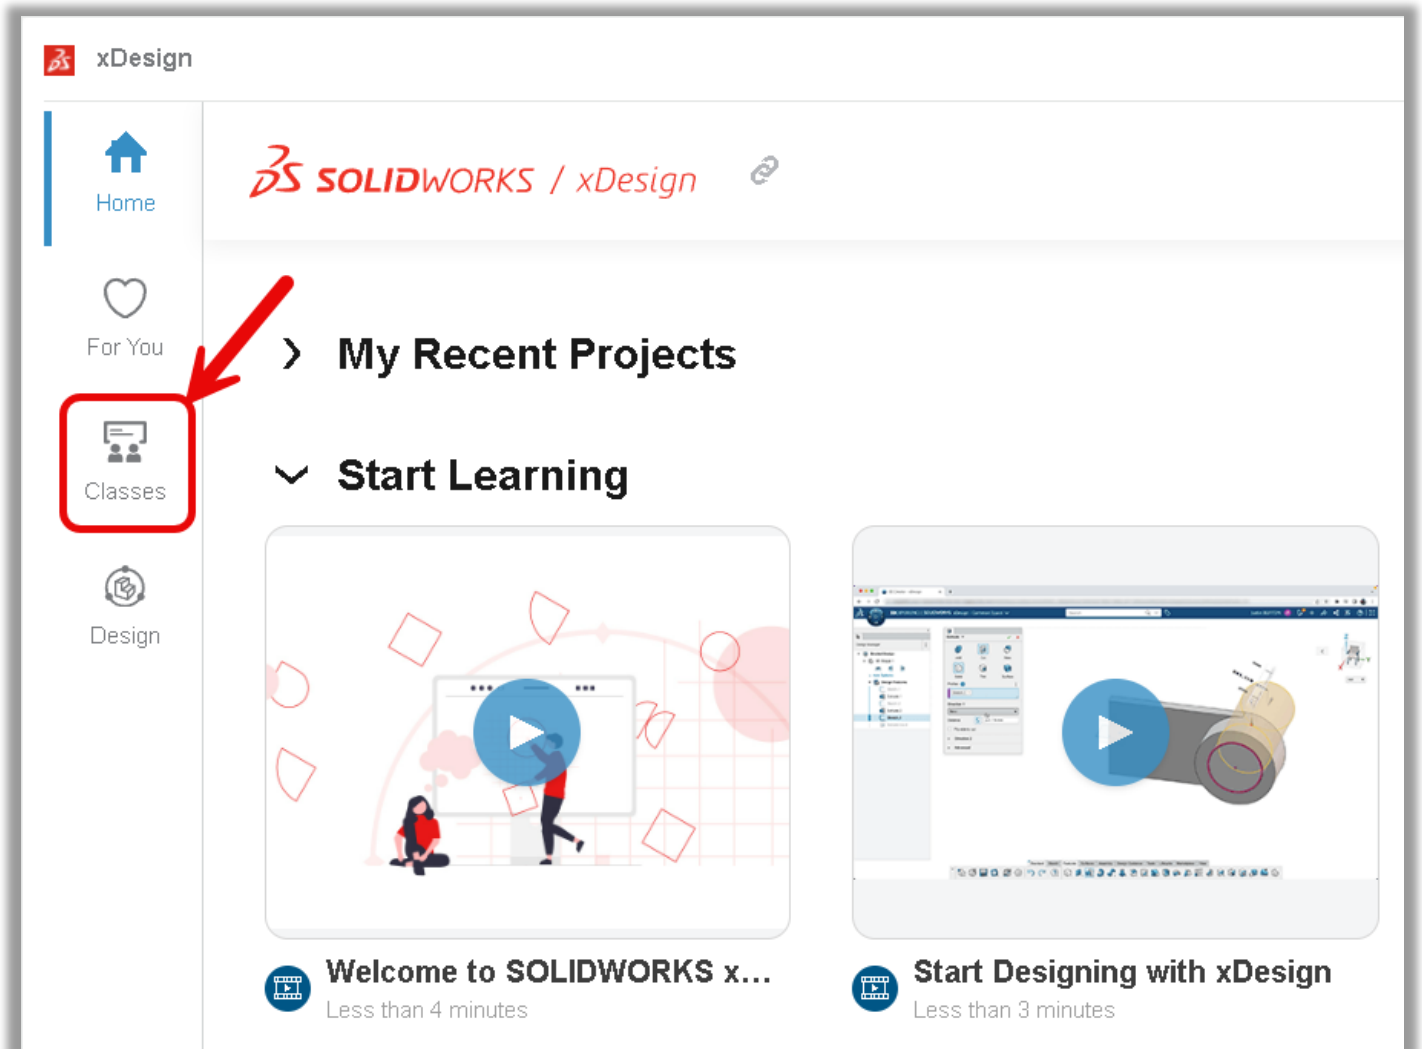 xDesign
Home
For You
Classes
Design
SOLIDWORKS / xDesign
My Recent Projects
Start Learning
Welcome to SOLIDWORKS x...
Less than 4 minutes
Start Designing with xDesign
Less than 3 minutes